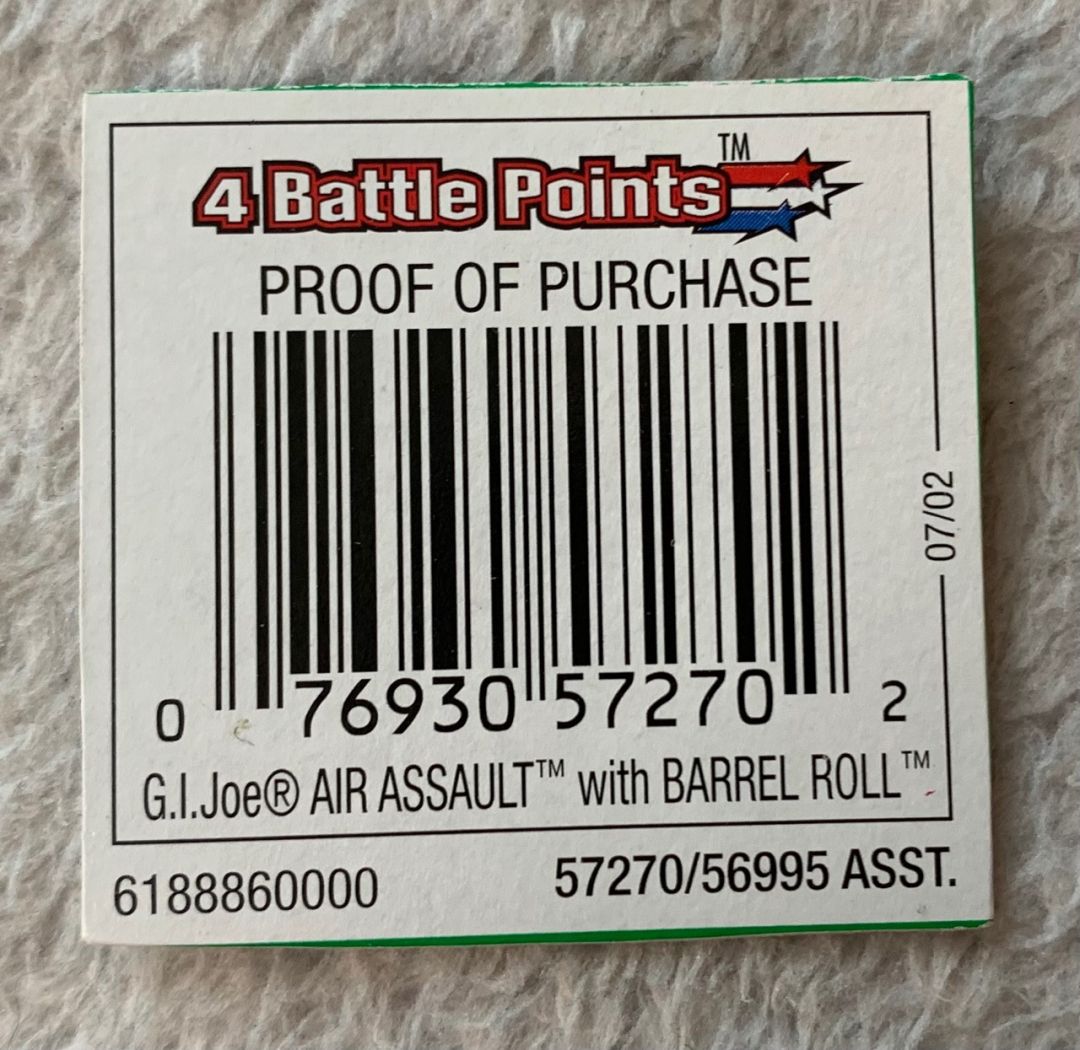 4 Battle Points™
PROOF OF PURCHASE
07/02
0 76930 57270 2
G.I.Joe® AIR ASSAULT™ with BARREL ROLL™
6188860000
57270/56995 ASST.